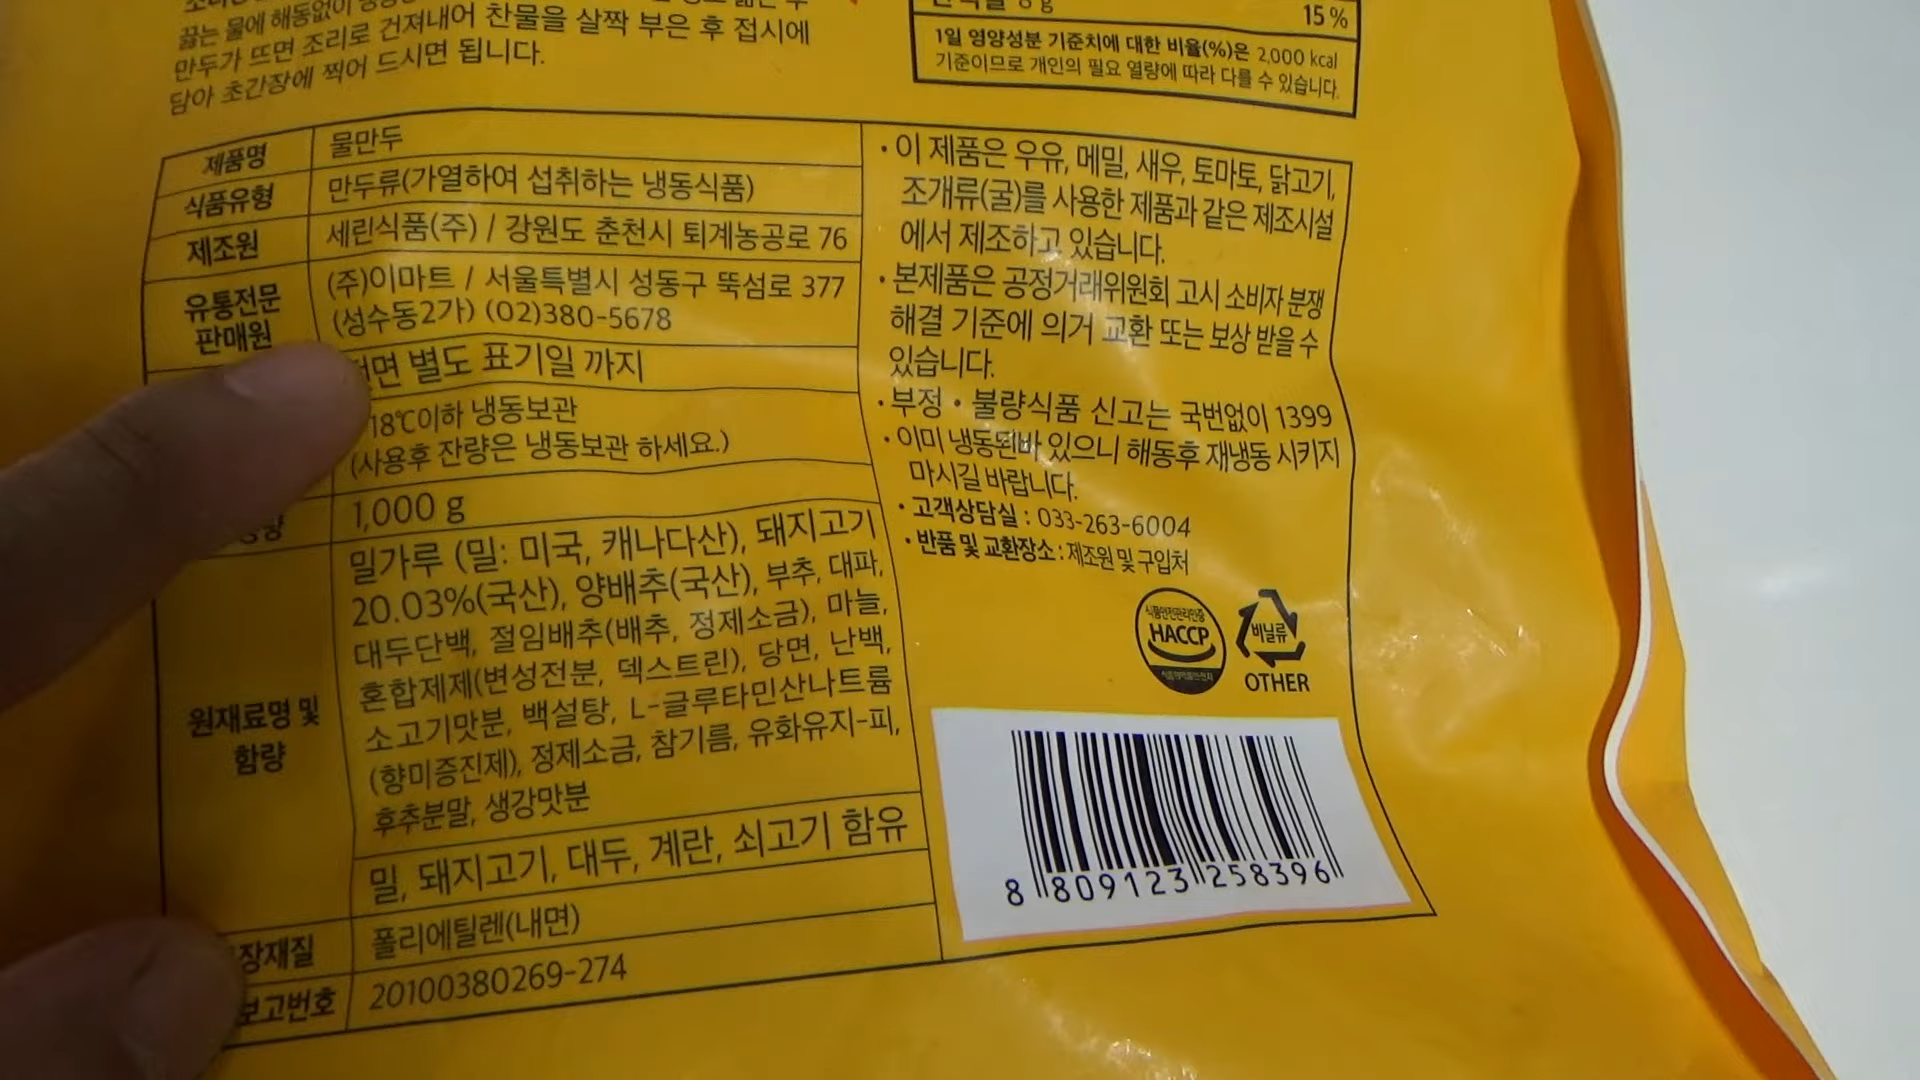 끓는 물에 해동없이
만두가 뜨면 조리로 건져내어 찬물을 살짝 부은 후 접시에
담아 초간장에 찍어 드시면 됩니다.
15%
1일 영양성분 기준치에 대한 비율(%)은 2,000 kcal
기준이므로 개인의 필요 열량에 따라 다를 수 있습니다.
제품명 물만두
식품유형 만두류(가열하여 섭취하는 냉동식품)
제조원 세린식품(주) / 강원도 춘천시 퇴계농공로 76
유통전문
판매원
(주)이마트 / 서울특별시 성동구 뚝섬로 377
(성수동2가) (02)380-5678
면 별도 표기일 까지
18℃이하 냉동보관
(사용후 잔량은 냉동보관 하세요.)
량 1,000 g
원재료명 및
함량
밀가루 (밀: 미국, 캐나다산), 돼지고기
20.03%(국산), 양배추(국산), 부추, 대파,
대두단백, 절임배추(배추, 정제소금), 마늘,
혼합제제(변성전분, 덱스트린), 당면, 난백,
소고기맛분, 백설탕, L-글루타민산나트륨
(향미증진제), 정제소금, 참기름, 유화유지-피,
후추분말, 생강맛분
밀, 돼지고기, 대두, 계란, 쇠고기 함유
장재질 폴리에틸렌(내면)
보고번호 20100380269-274
· 이 제품은 우유, 메밀, 새우, 토마토, 닭고기,
조개류(굴)를 사용한 제품과 같은 제조시설
에서 제조하고 있습니다.
· 본제품은 공정거래위원회 고시 소비자 분쟁
해결 기준에 의거 교환 또는 보상 받을 수
있습니다.
· 부정 • 불량식품 신고는 국번없이 1399
· 이미 냉동된바 있으니 해동후 재냉동 시키지
마시길 바랍니다.
· 고객상담실 : 033-263-6004
· 반품 및 교환장소 : 제조원 및 구입처
식품안전관리인증
HACCP
비닐류
OTHER
8 809123 258396